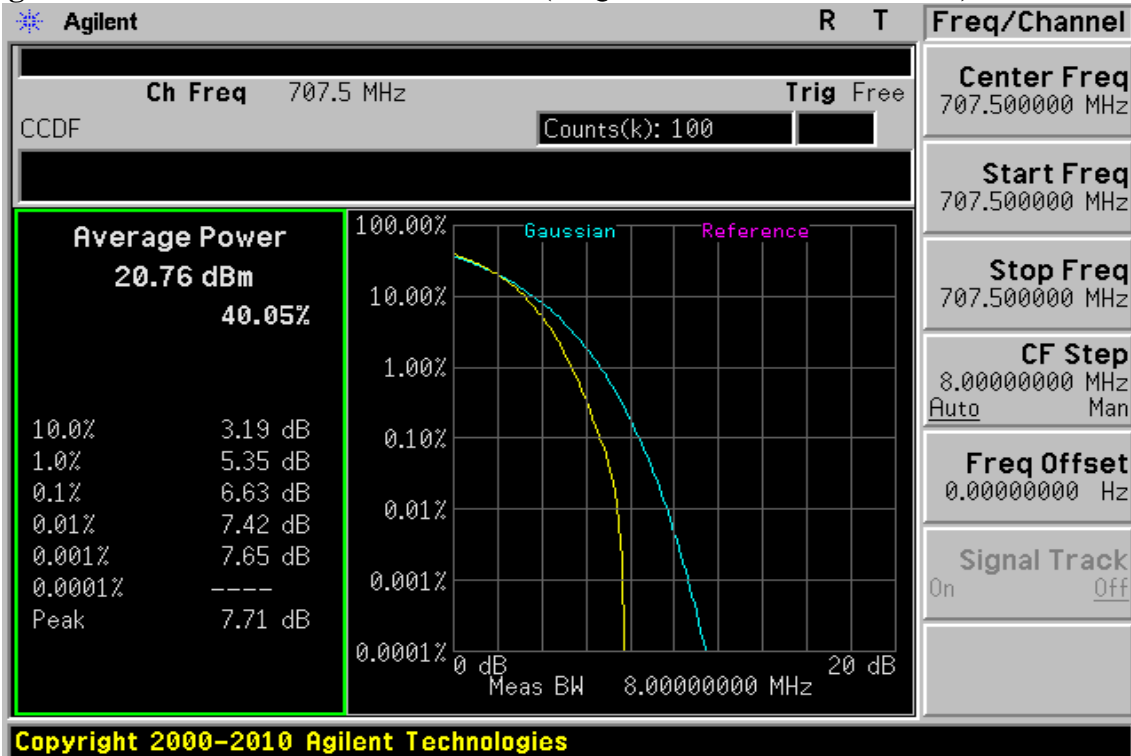 Agilent R T Freq/Channel
Ch Freq 707.5 MHz Trig Free
CCDF Counts(k): 100
Average Power
20.76 dBm
40.05%
10.0% 3.19 dB
1.0% 5.35 dB
0.1% 6.63 dB
0.01% 7.42 dB
0.001% 7.65 dB
0.0001% ----
Peak 7.71 dB
Gaussian Reference
100.00%
10.00%
1.00%
0.10%
0.01%
0.001%
0.0001%
0 dB 20 dB
Meas BW 8.00000000 MHz
Center Freq
707.500000 MHz
Start Freq
707.500000 MHz
Stop Freq
707.500000 MHz
CF Step
8.00000000 MHz
Auto Man
Freq Offset
0.00000000 Hz
Signal Track
On Off
Copyright 2000-2010 Agilent Technologies